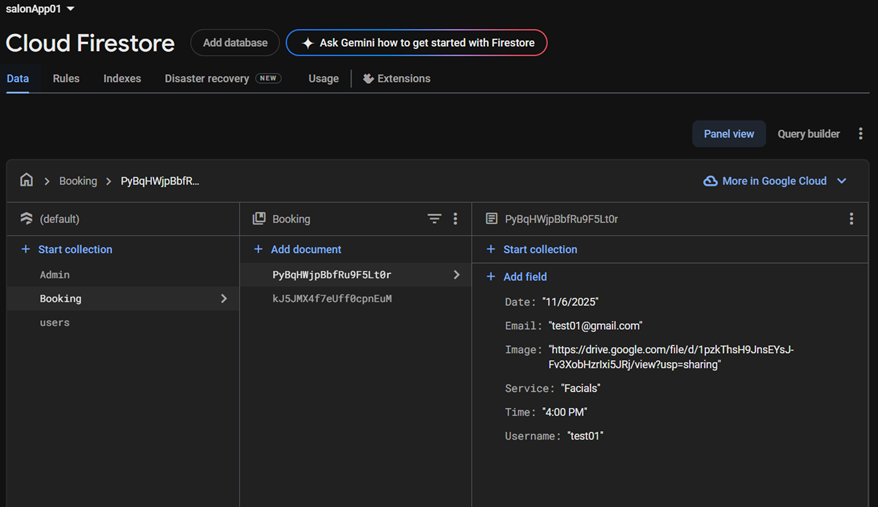 salonApp01
Cloud Firestore
Add database
Ask Gemini how to get started with Firestore
Data
Rules
Indexes
Disaster recovery
NEW
Usage
Extensions
Panel view
Query builder
Booking
PyBqHWjpBbfR...
More in Google Cloud
(default)
Booking
PyBqHWjpBbfRu9F5Lt0r
+ Start collection
+ Add document
+ Start collection
Admin
PyBqHWjpBbfRu9F5Lt0r
+ Add field
Booking
kJ5JMX4f7eUff0cpnEuM
users
Date: "11/6/2025"
Email: "test01@gmail.com"
Image: "https://drive.google.com/file/d/1pzkThsH9JnsEYsJ-
Fv3XobHzrIxi5JRj/view?usp=sharing"
Service: "Facials"
Time: "4:00 PM"
Username: "test01"